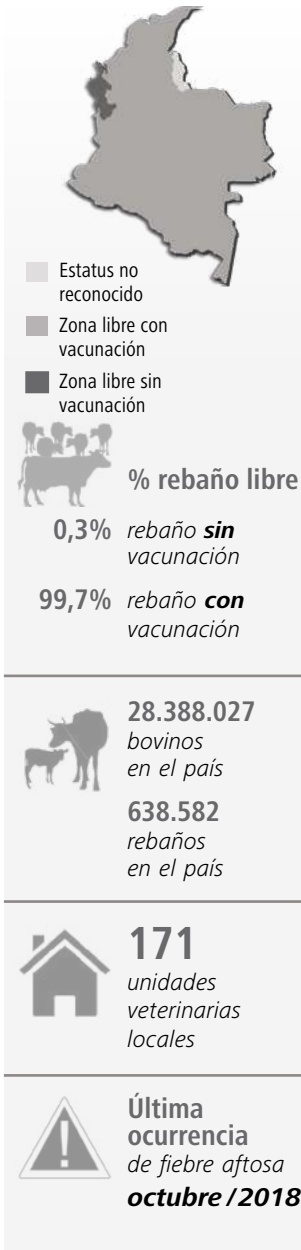 Estatus no
reconocido
Zona libre con
vacunación
Zona libre sin
vacunación
% rebaño libre
0,3% rebaño sin
vacunación
99,7% rebaño con
vacunación
28.388.027
bovinos
en el país
638.582
rebaños
en el país
171
unidades
veterinarias
locales
Última
ocurrencia
de fiebre aftosa
octubre / 2018